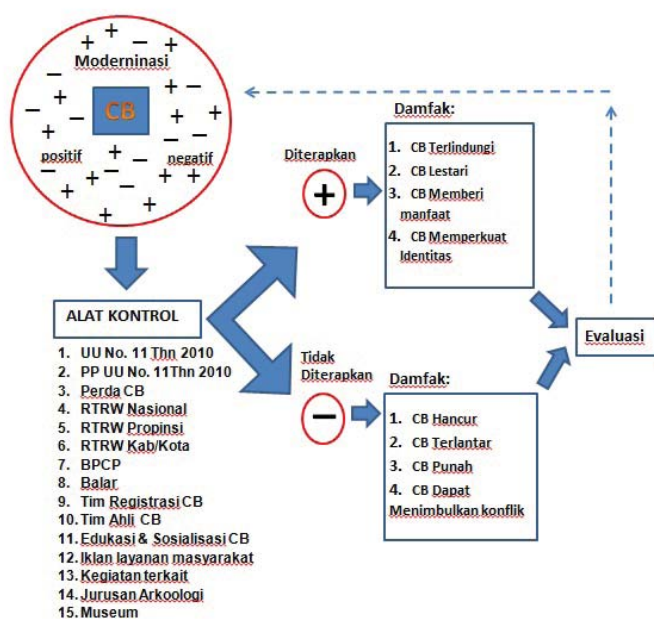 Moderninasi
CB
positif
negatif
ALAT KONTROL
1. UU No. 11 Thn 2010
2. PP UU No. 11Thn 2010
3. Perda CB
4. RTRW Nasional
5. RTRW Propinsi
6. RTRW Kab/Kota
7. BPCP
8. Balar
9. Tim Registrasi CB
10. Tim Ahli CB
11. Edukasi & Sosialisasi CB
12. Iklan layanan masyarakat
13. Kegiatan terkait
14. Jurusan Arkoologi
15. Museum
Diterapkan
+
Damfak:
1. CB Terlindungi
2. CB Lestari
3. CB Memberi
manfaat
4. CB Memperkuat
Identitas
Tidak
Diterapkan
−
Damfak:
1. CB Hancur
2. CB Terlantar
3. CB Punah
4. CB Dapat
Menimbulkan konflik
Evaluasi